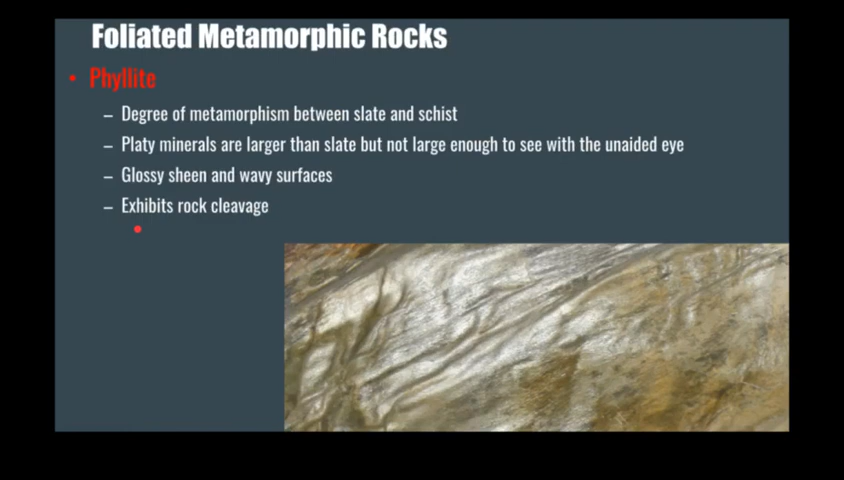 Foliated Metamorphic Rocks
• Phyllite
– Degree of metamorphism between slate and schist
– Platy minerals are larger than slate but not large enough to see with the unaided eye
– Glossy sheen and wavy surfaces
– Exhibits rock cleavage